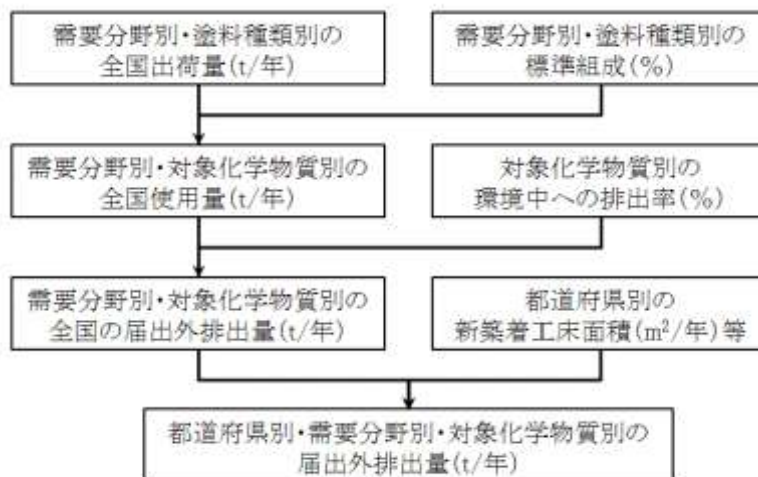 需要分野別・塗料種類別の
全国出荷量(t/年)
需要分野別・塗料種類別の
標準組成(%)
需要分野別・対象化学物質別の
全国使用量(t/年)
対象化学物質別の
環境中への排出率(%)
需要分野別・対象化学物質別の
全国の届出外排出量(t/年)
都道府県別の
新築着工床面積(m²/年)等
都道府県別・需要分野別・対象化学物質別の
届出外排出量(t/年)